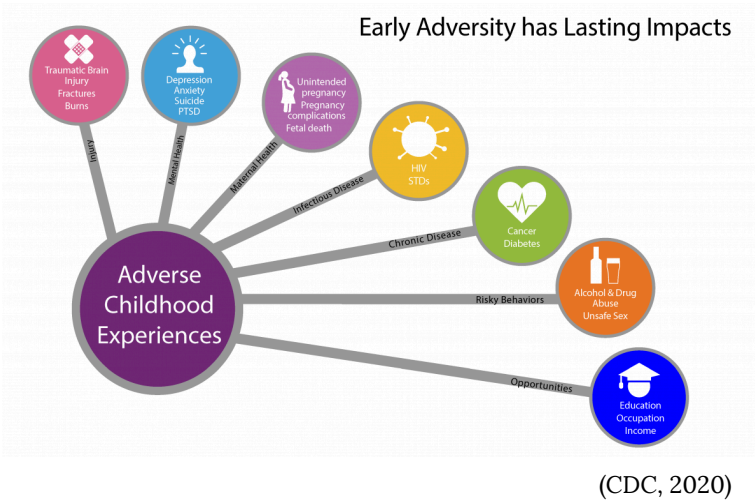 Early Adversity has Lasting Impacts
Traumatic Brain
Injury
Fractures
Burns
Depression
Anxiety
Suicide
PTSD
Unintended
pregnancy
Pregnancy
complications
Fetal death
HIV
STDs
Cancer
Diabetes
Alcohol & Drug
Abuse
Unsafe Sex
Education
Occupation
Income
Injury
Mental Health
Maternal Health
Infectious Disease
Chronic Disease
Risky Behaviors
Opportunities
Adverse
Childhood
Experiences
(CDC, 2020)